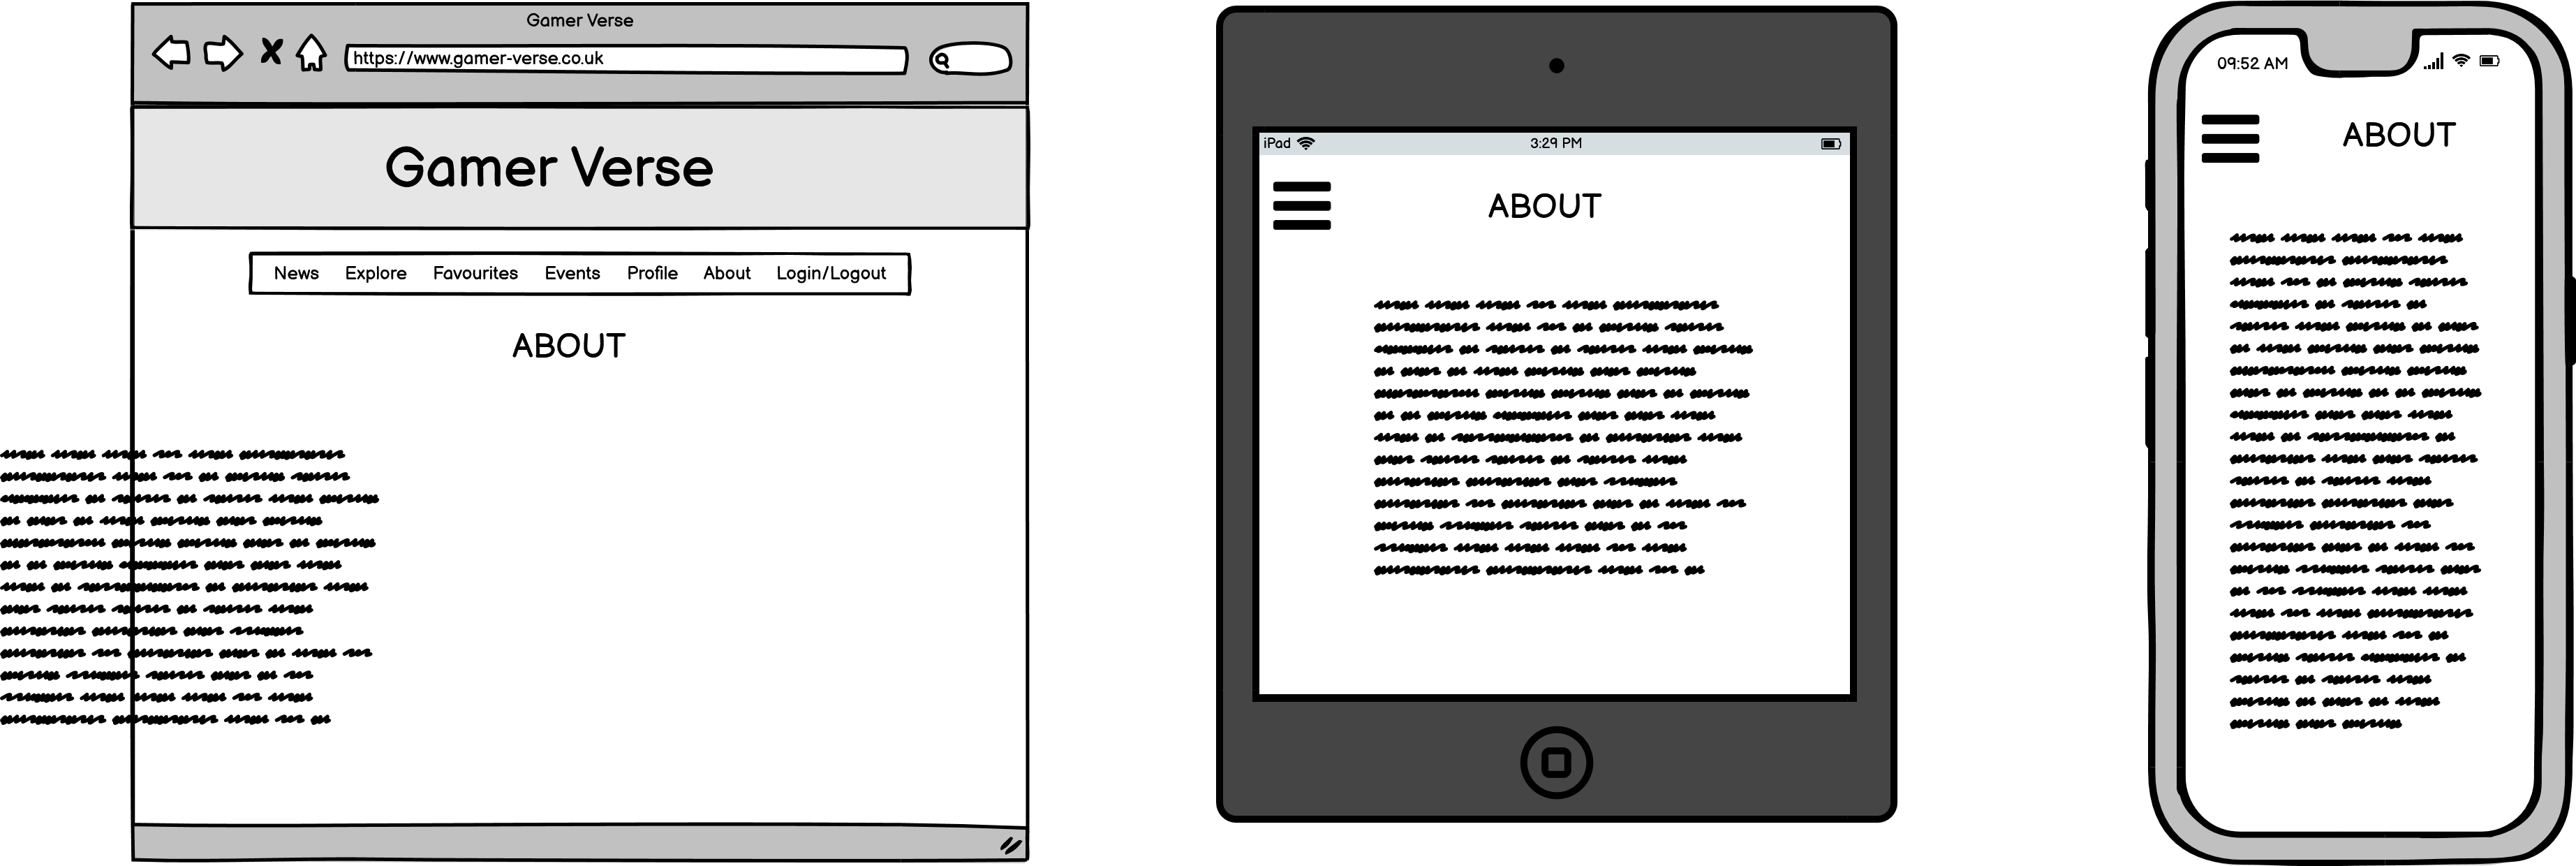 Gamer Verse
https://www.gamer-verse.co.uk
Gamer Verse
News Explore Favourites Events Profile About Login/Logout
ABOUT
iPad 3:29 PM
ABOUT
09:52 AM
ABOUT